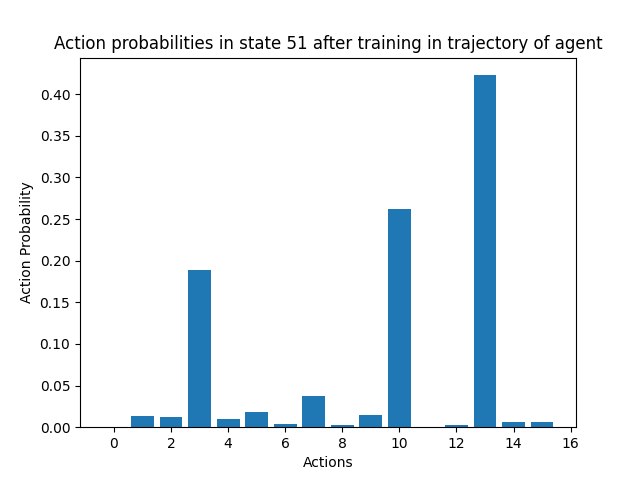 Action probabilities in state 51 after training in trajectory of agent
0.40
0.35
0.30
0.25
0.20
0.15
0.10
0.05
0.00
Action Probability
0 2 4 6 8 10 12 14 16
Actions